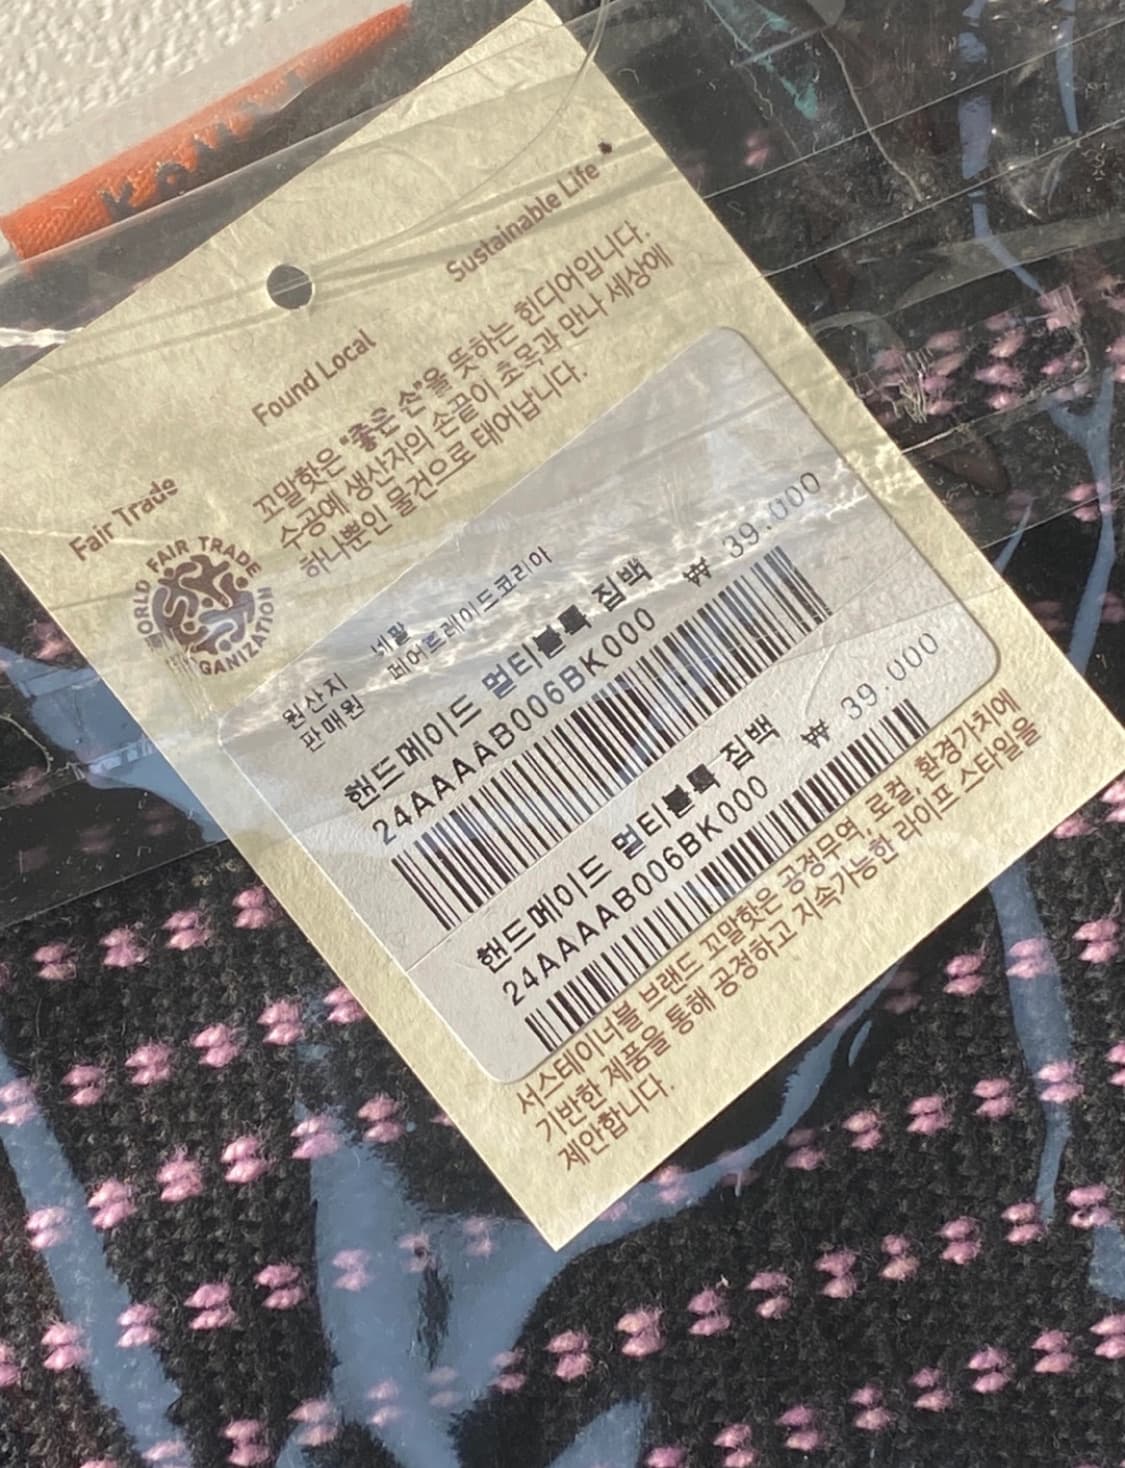 Fair Trade
Found Local
Sustainable Life
꼬말핫은 "좋은 손"을 뜻하는 힌디어입니다.
수공예 생산자의 손끝이 초목과 만나 세상에
하나뿐인 물건으로 태어납니다.
WORLD FAIR TRADE ORGANIZATION
원산지 네팔
판매원 페어트레이드코리아
핸드메이드 멀티블록 집백
24AAAAB006BK000 ₩ 39.000
핸드메이드 멀티블록 집백
24AAAAB006BK000 ₩ 39.000
서스테이너블 브랜드 꼬말핫은 공정무역, 로컬, 환경가치에
기반한 제품을 통해 공정하고 지속가능한 라이프 스타일을
제안합니다.